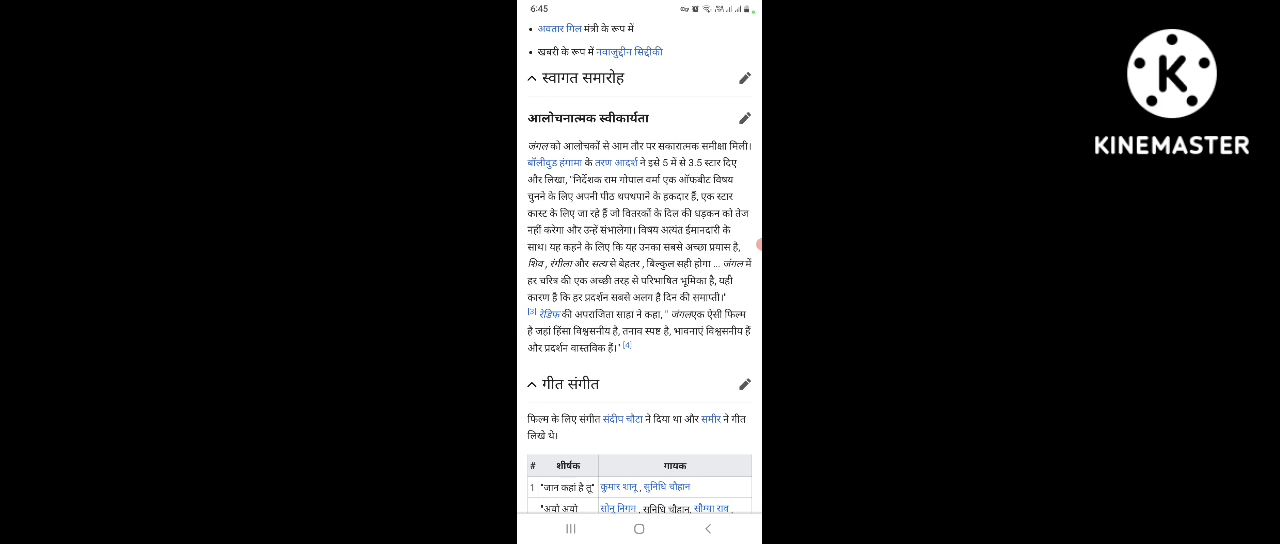 6:45
• अवतार गिल मंत्री के रूप में
• खबरी के रूप में नवाजुद्दीन सिद्दीकी
स्वागत समारोह
आलोचनात्मक स्वीकार्यता
जंगल को आलोचकों से आम तौर पर सकारात्मक समीक्षा मिली।
बॉलीवुड हंगामा के तरण आदर्श ने इसे 5 में से 3.5 स्टार दिए
और लिखा, "निर्देशक राम गोपाल वर्मा एक ऑफबीट विषय
चुनने के लिए अपनी पीठ थपथपाने के हकदार हैं, एक स्टार
कास्ट के लिए जा रहे हैं जो वितरकों के दिल की धड़कन को तेज
नहीं करेगा और उन्हें संभालेगा। विषय अत्यंत ईमानदारी के
साथ। यह कहने के लिए कि यह उनका सबसे अच्छा प्रयास है,
शिव , रंगीला और सत्य से बेहतर , बिल्कुल सही होगा ... जंगल में
हर चरित्र की एक अच्छी तरह से परिभाषित भूमिका है, यही
कारण है कि हर प्रदर्शन सबसे अलग है दिन की समाप्ती।'
[3] रेडिफ की अपराजिता साहा ने कहा, " जंगलएक ऐसी फिल्म
है जहां हिंसा विश्वसनीय है, तनाव स्पष्ट है, भावनाएं विश्वसनीय हैं
और प्रदर्शन वास्तविक हैं।' [4]
गीत संगीत
फिल्म के लिए संगीत संदीप चौटा ने दिया था और समीर ने गीत
लिखे थे।
# शीर्षक गायक
1 "जान कहां है तू" कुमार शानू , सुनिधि चौहान
"अयो अयो सोनू निगम , सुनिधि चौहान, सौम्या राव ,
KINEMASTER